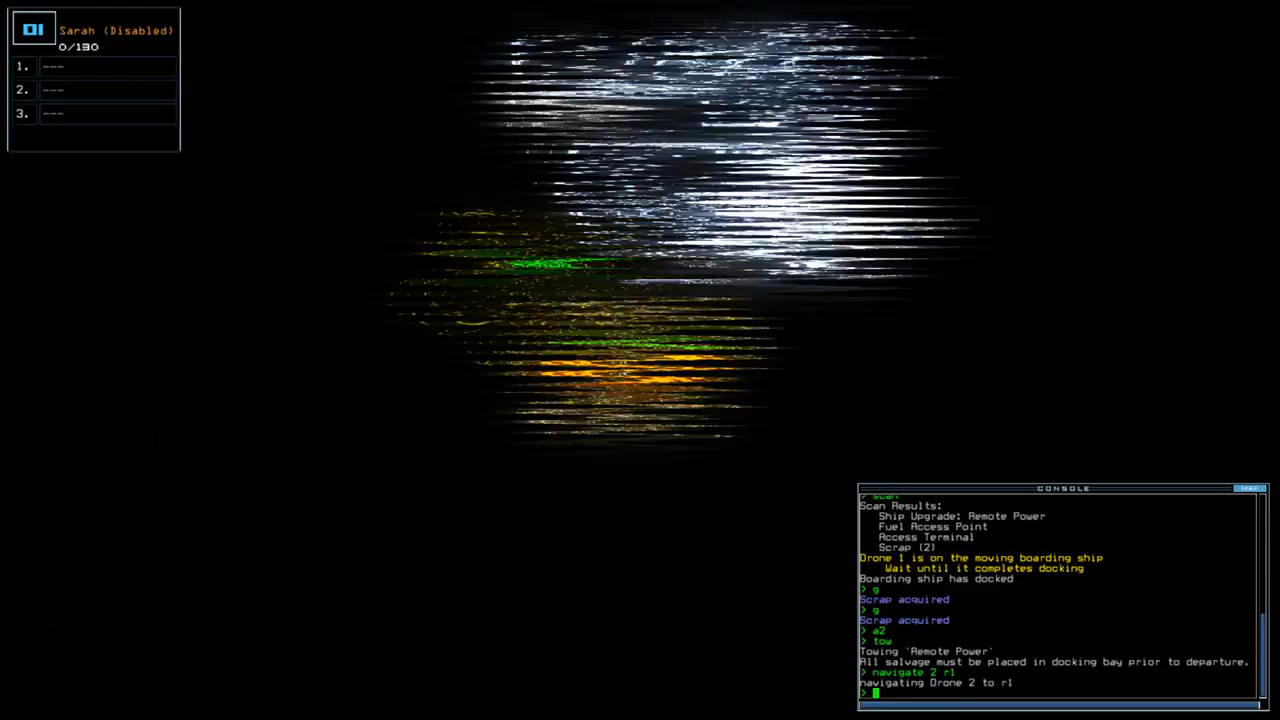 01
Sarah (Disabled)
0/130
1. ---
2. ---
3. ---
CONSOLE
> scan
Scan Results:
Ship Upgrade: Remote Power
Fuel Access Point
Access Terminal
Scrap (2)
Drone 1 is on the moving boarding ship
Wait until it completes docking
Boarding ship has docked
> g
Scrap acquired
> g
Scrap acquired
> a2
> tow
Towing 'Remote Power'
All salvage must be placed in docking bay prior to departure.
> navigate 2 r1
navigating Drone 2 to r1
>